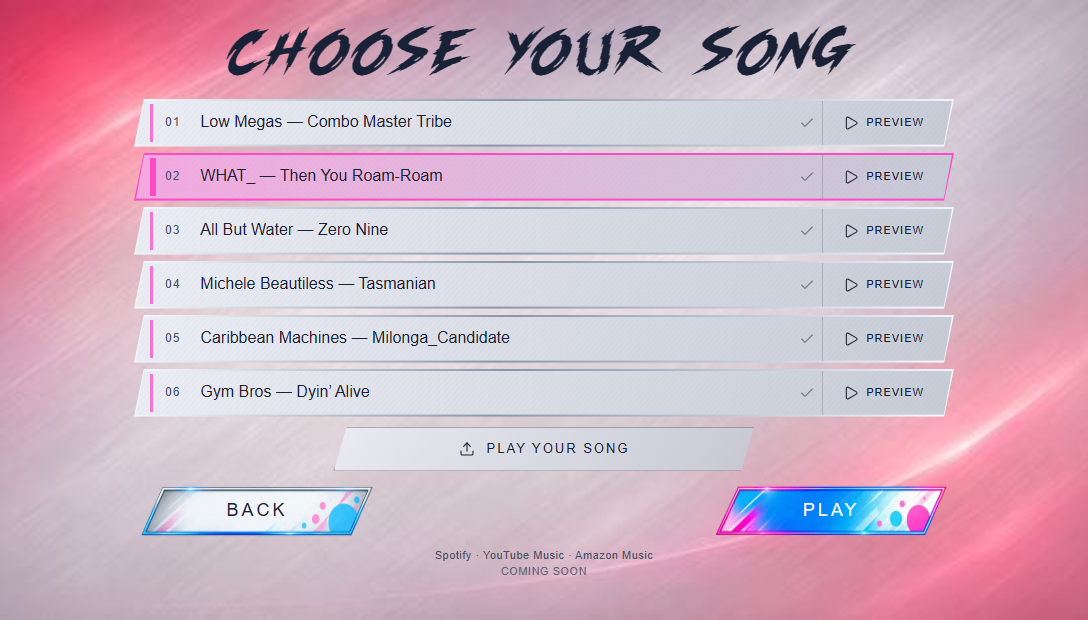 CHOOSE YOUR SONG
01 Low Megas — Combo Master Tribe PREVIEW
02 WHAT_ — Then You Roam-Roam PREVIEW
03 All But Water — Zero Nine PREVIEW
04 Michele Beautiless — Tasmanian PREVIEW
05 Caribbean Machines — Milonga_Candidate PREVIEW
06 Gym Bros — Dyin’ Alive PREVIEW
PLAY YOUR SONG
BACK PLAY
Spotify · YouTube Music · Amazon Music
COMING SOON